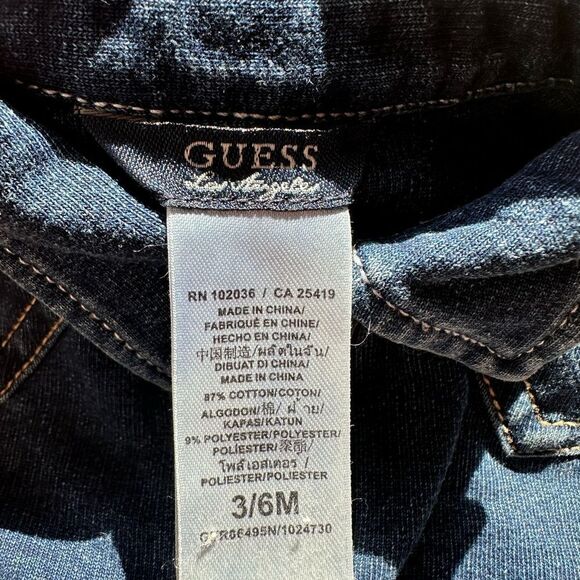 GUESS
Los Angeles
RN 102036 / CA 25419
MADE IN CHINA/
FABRIQUÉ EN CHINE/
HECHO EN CHINA/
中国制造/ผลิตในจีน/
DIBUAT DI CHINA/
MADE IN CHINA
87% COTTON/COTON/
ALGODON/棉/ ฝ้าย/
KAPAS/KATUN
9% POLYESTER/POLYESTER/
POLIESTER/聚酯/
โพลีเอสเตอร์ /
POLIESTER/POLIESTER
3/6M